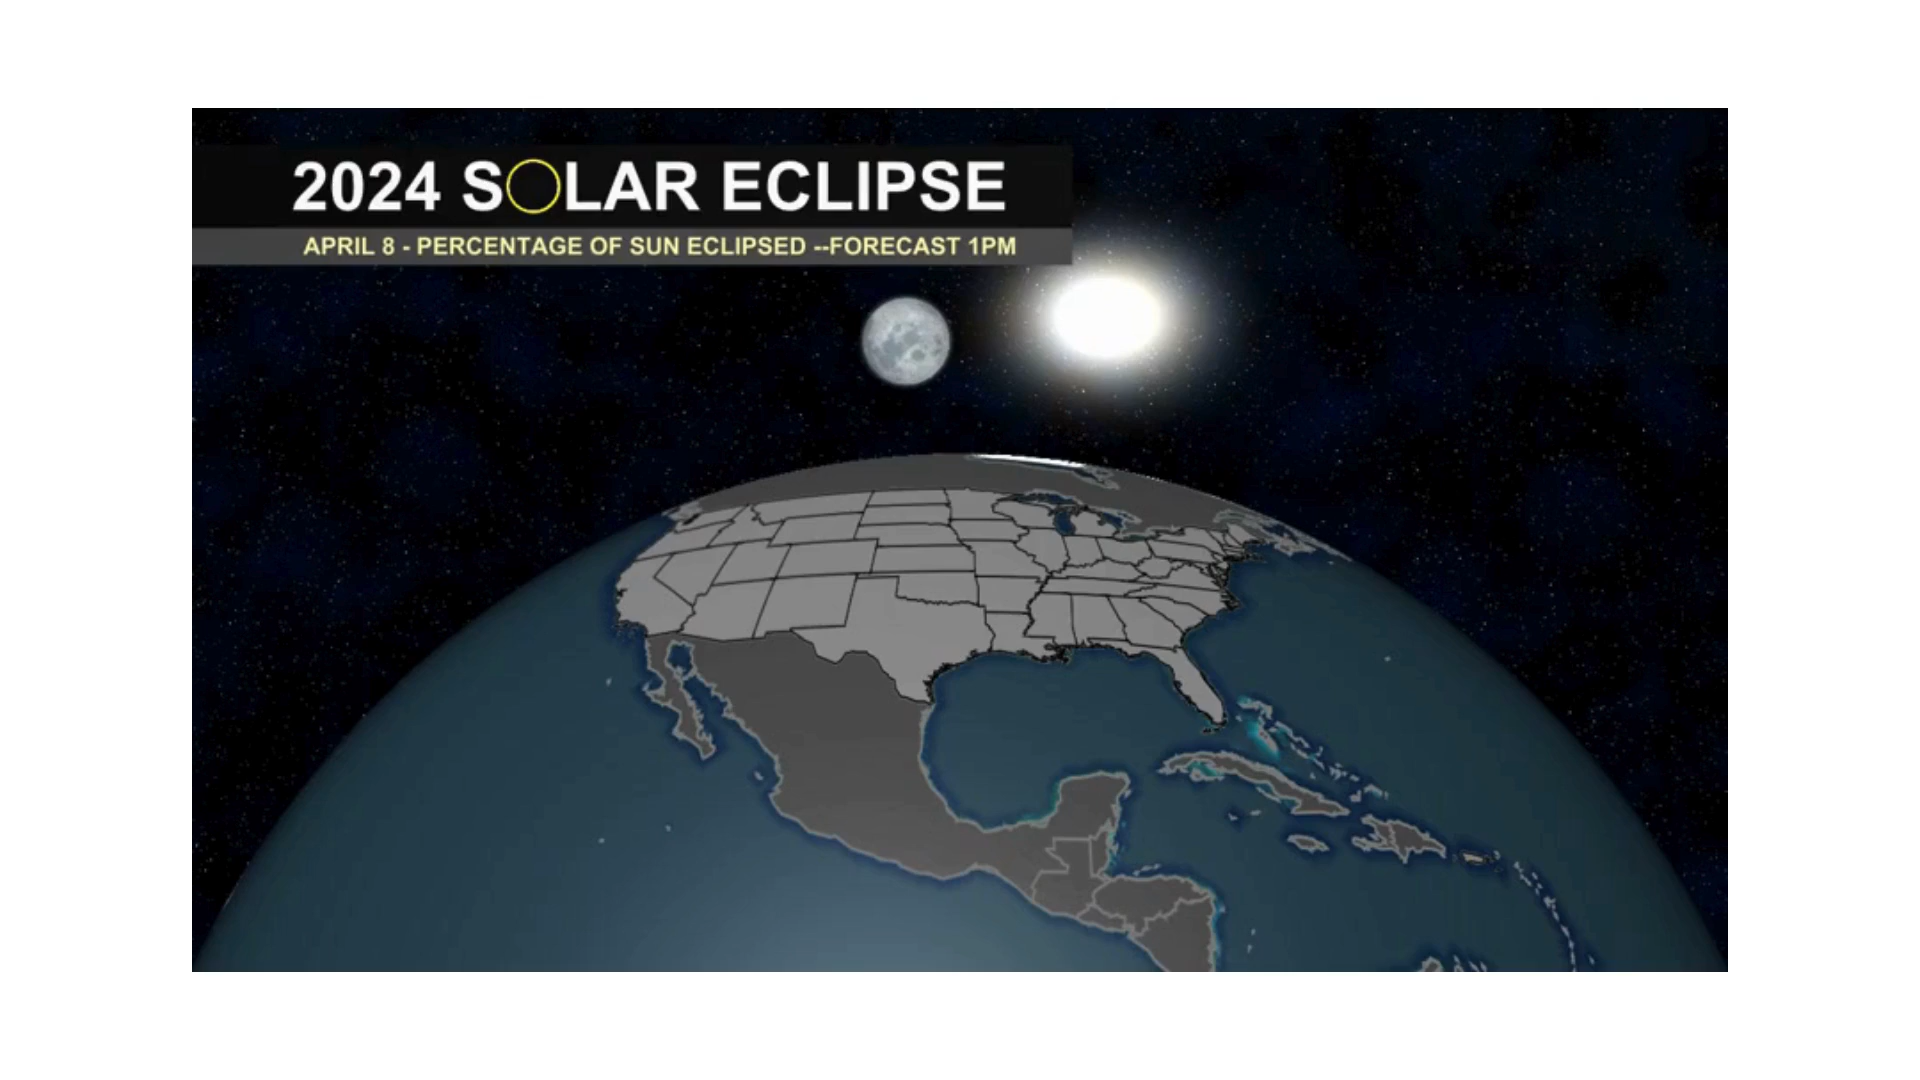 2024 SOLAR ECLIPSE
APRIL 8 - PERCENTAGE OF SUN ECLIPSED --FORECAST 1PM